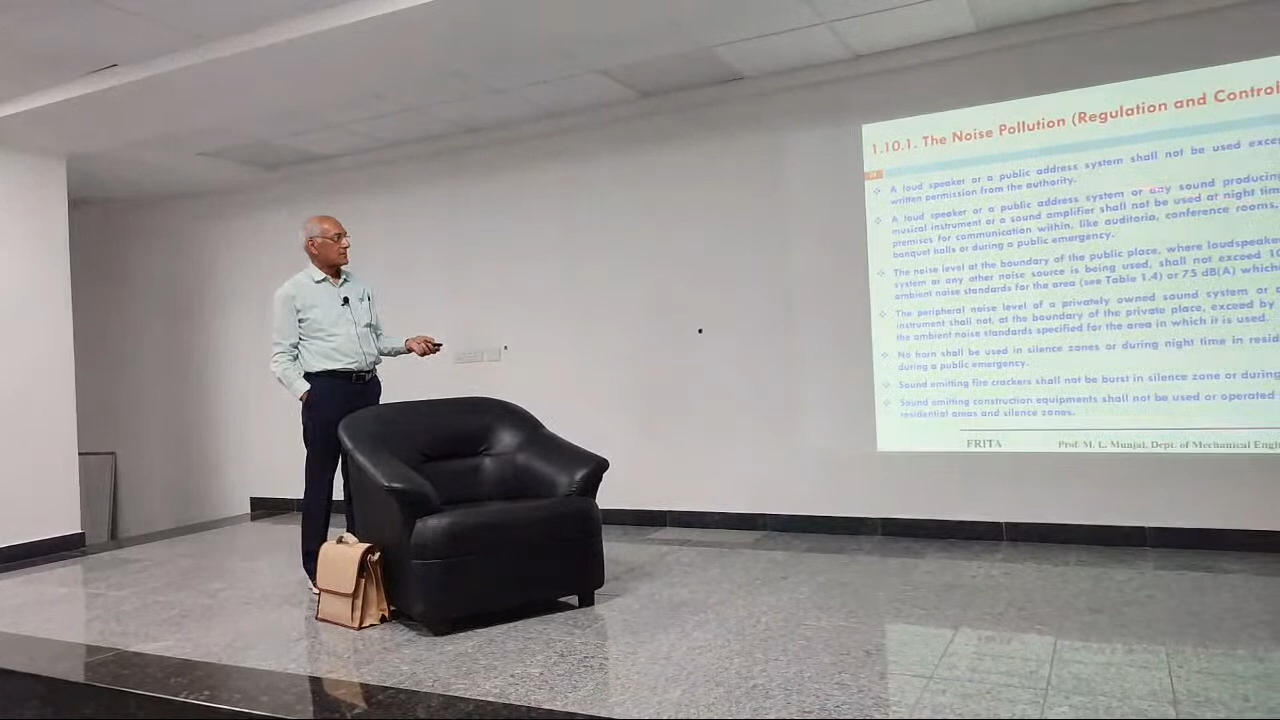 1.10.1. The Noise Pollution (Regulation and Control
A loud speaker or a public address system shall not be used exce
written permission from the authority.
A loud speaker or a public address system or any sound producing
musical instrument or a sound amplifier shall not be used at night tim
premises for communication within, like auditoria, conference rooms,
banquet halls or during a public emergency.
The noise level at the boundary of the public place, where loudspeake
system or any other noise source is being used, shall not exceed 10
ambient noise standards for the area (see Table 1.4) or 75 dB(A) which
The peripheral noise level of a privately owned sound system or
instrument shall not, at the boundary of the private place, exceed by
the ambient noise standards specified for the area in which it is used.
No horn shall be used in silence zones or during night time in resid
during a public emergency.
Sound emitting fire crackers shall not be burst in silence zone or during
Sound emitting construction equipments shall not be used or operated
residential areas and silence zones.
FRITA Prof. M. L. Munjal, Dept. of Mechanical Engi